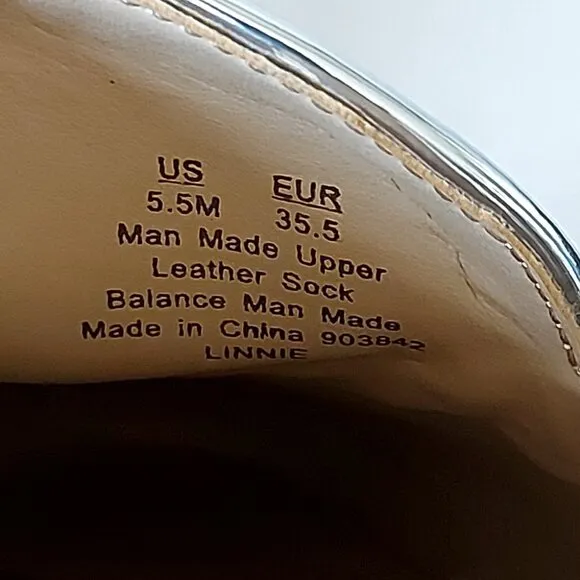 US EUR
5.5M 35.5
Man Made Upper
Leather Sock
Balance Man Made
Made in China 903842
LINNIE